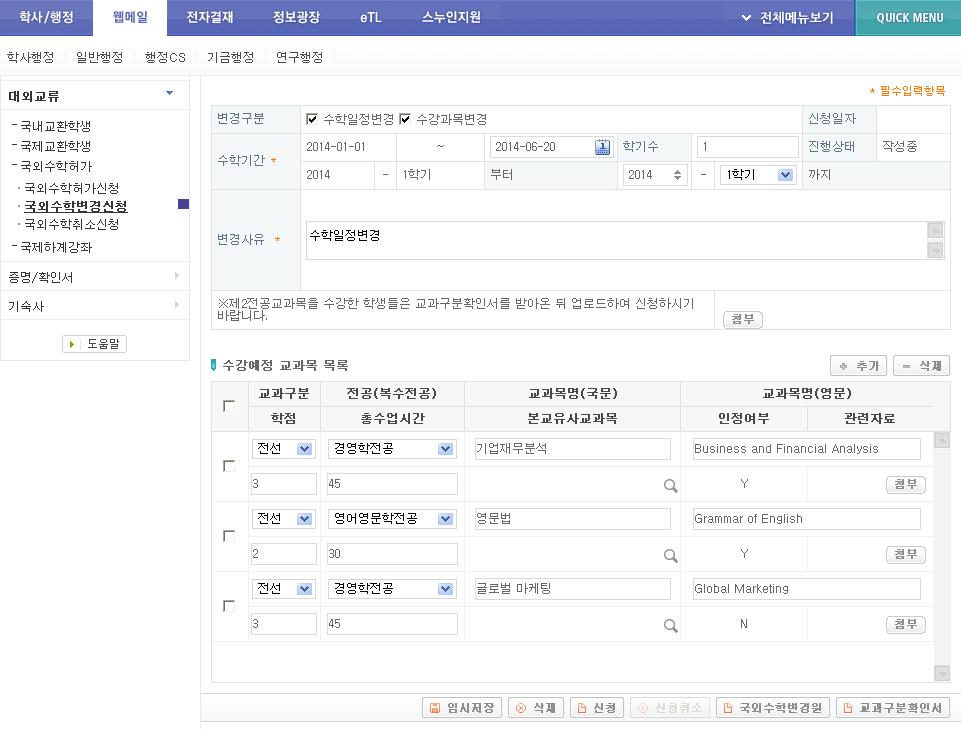 학사/행정 웹메일 전자결재 정보광장 eTL 스누인지원 전체메뉴보기 QUICK MENU
학사행정 일반행정 행정CS 기금행정 연구행정
대외교류
국내교환학생
국제교환학생
국외수학허가
국외수학허가신청
국외수학변경신청
국외수학취소신청
국제하계강좌
증명/확인서
기숙사
도움말
* 필수입력항목
변경구분 수학일정변경 수강과목변경 신청일자
수학기간 * 2014-01-01 ~ 2014-06-20 학기수 1 진행상태 작성중
2014 - 1학기 부터 2014 - 1학기 까지
변경사유 * 수학일정변경
※제2전공교과목을 수강한 학생들은 교과구분확인서를 받아온 뒤 업로드하여 신청하시기
바랍니다.
첨부
수강예정 교과목 목록 추가 삭제
교과구분 전공(복수전공) 교과목명(국문) 교과목명(영문)
학점 총수업시간 본교유사교과목 인정여부 관련자료
전선 경영학전공 기업재무분석 Business and Financial Analysis
3 45 Y 첨부
전선 영어영문학전공 영문법 Grammar of English
2 30 Y 첨부
전선 경영학전공 글로벌 마케팅 Global Marketing
3 45 N 첨부
임시저장 삭제 신청 신청취소 국외수학변경원 교과구분확인서